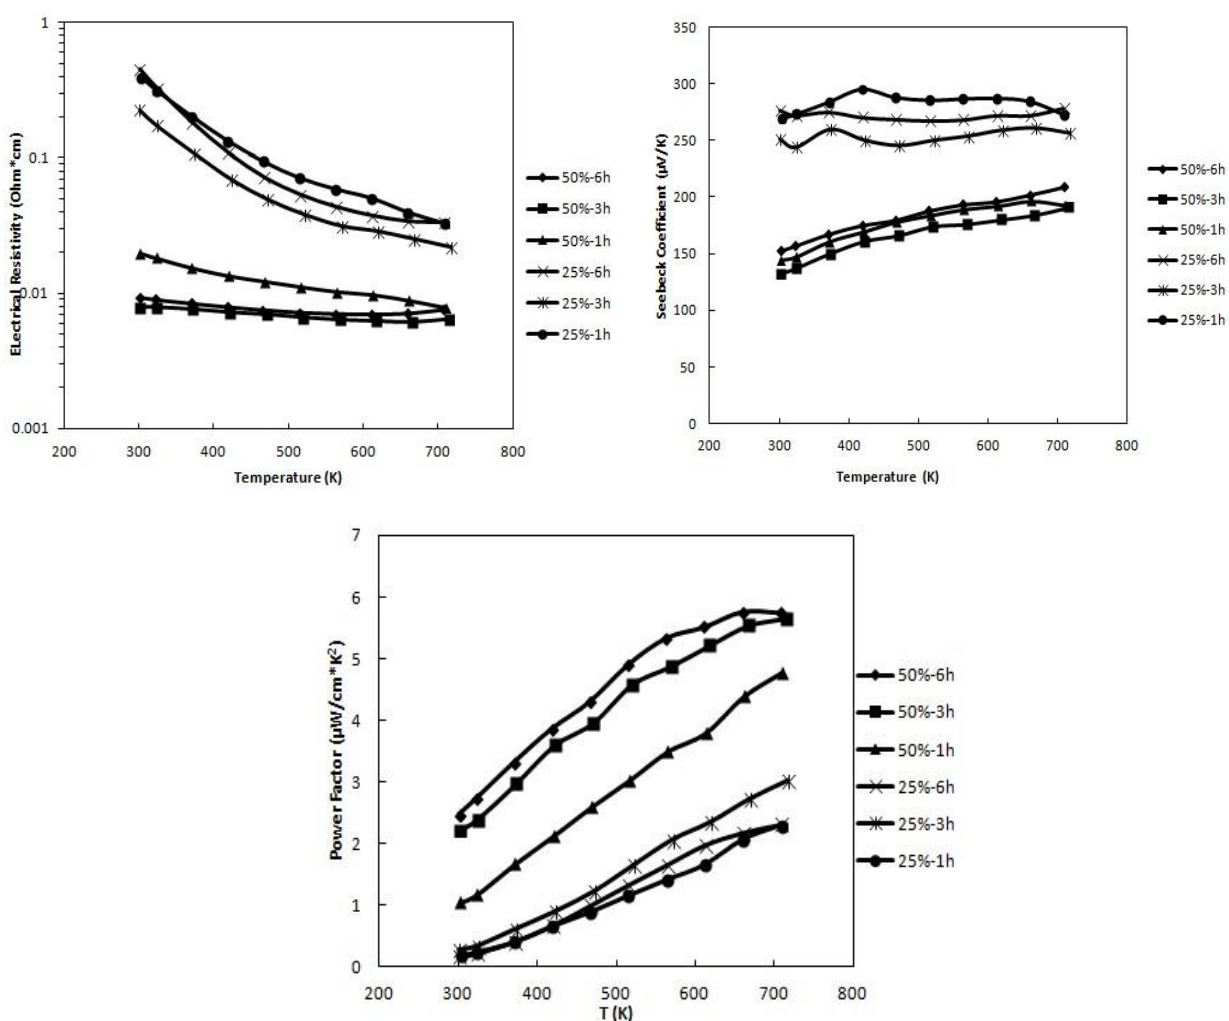 1
0.1
0.01
0.001
200 300 400 500 600 700 800
Temperature (K)
ELectrical Resistivity (Ohm*cm)
50%-6h
50%-3h
50%-1h
25%-6h
25%-3h
25%-1h
350
300
250
200
150
100
50
0
200 300 400 500 600 700 800
Temperature (K)
Seebeck Coefficient (µV/K)
50%-6h
50%-3h
50%-1h
25%-6h
25%-3h
25%-1h
7
6
5
4
3
2
1
0
200 300 400 500 600 700 800
T (K)
Power Factor (µW/cm*K²)
50%-6h
50%-3h
50%-1h
25%-6h
25%-3h
25%-1h